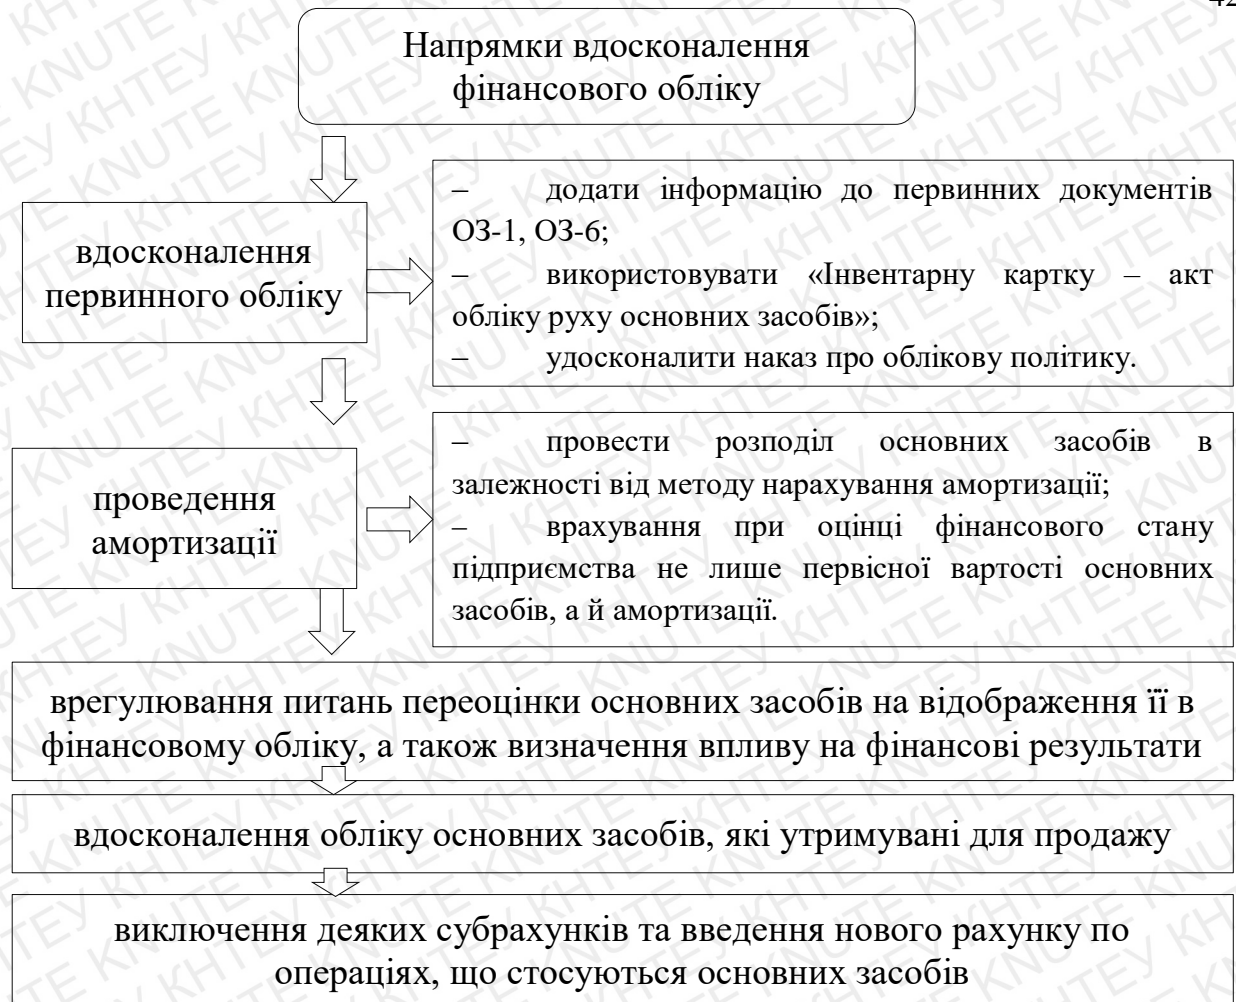 42
Напрямки вдосконалення
фінансового обліку
вдосконалення
первинного обліку
– додати інформацію до первинних документів
ОЗ-1, ОЗ-6;
– використовувати «Інвентарну картку – акт
обліку руху основних засобів»;
– удосконалити наказ про облікову політику.
проведення
амортизації
– провести розподіл основних засобів в
залежності від методу нарахування амортизації;
– врахування при оцінці фінансового стану
підприємства не лише первісної вартості основних
засобів, а й амортизації.
врегулювання питань переоцінки основних засобів на відображення її в
фінансовому обліку, а також визначення впливу на фінансові результати
вдосконалення обліку основних засобів, які утримувані для продажу
виключення деяких субрахунків та введення нового рахунку по
операціях, що стосуються основних засобів